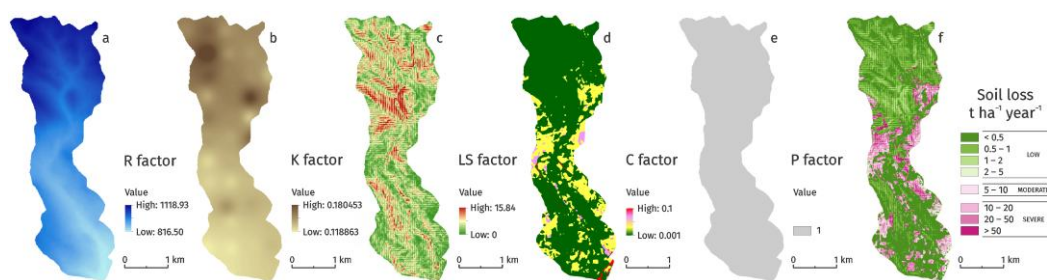 a
R factor
Value
High: 1118.93
Low: 816.50
0 1 km
b
K factor
Value
High: 0.180453
Low: 0.118863
0 1 km
c
LS factor
Value
High: 15.84
Low: 0
0 1 km
d
C factor
Value
High: 0.1
Low: 0.001
0 1 km
e
P factor
Value
1
0 1 km
f
Soil loss
t ha⁻¹ year⁻¹
< 0.5
0.5 – 1
1 – 2
2 – 5
LOW
5 – 10 MODERATE
10 – 20
20 – 50
> 50
SEVERE
0 1 km